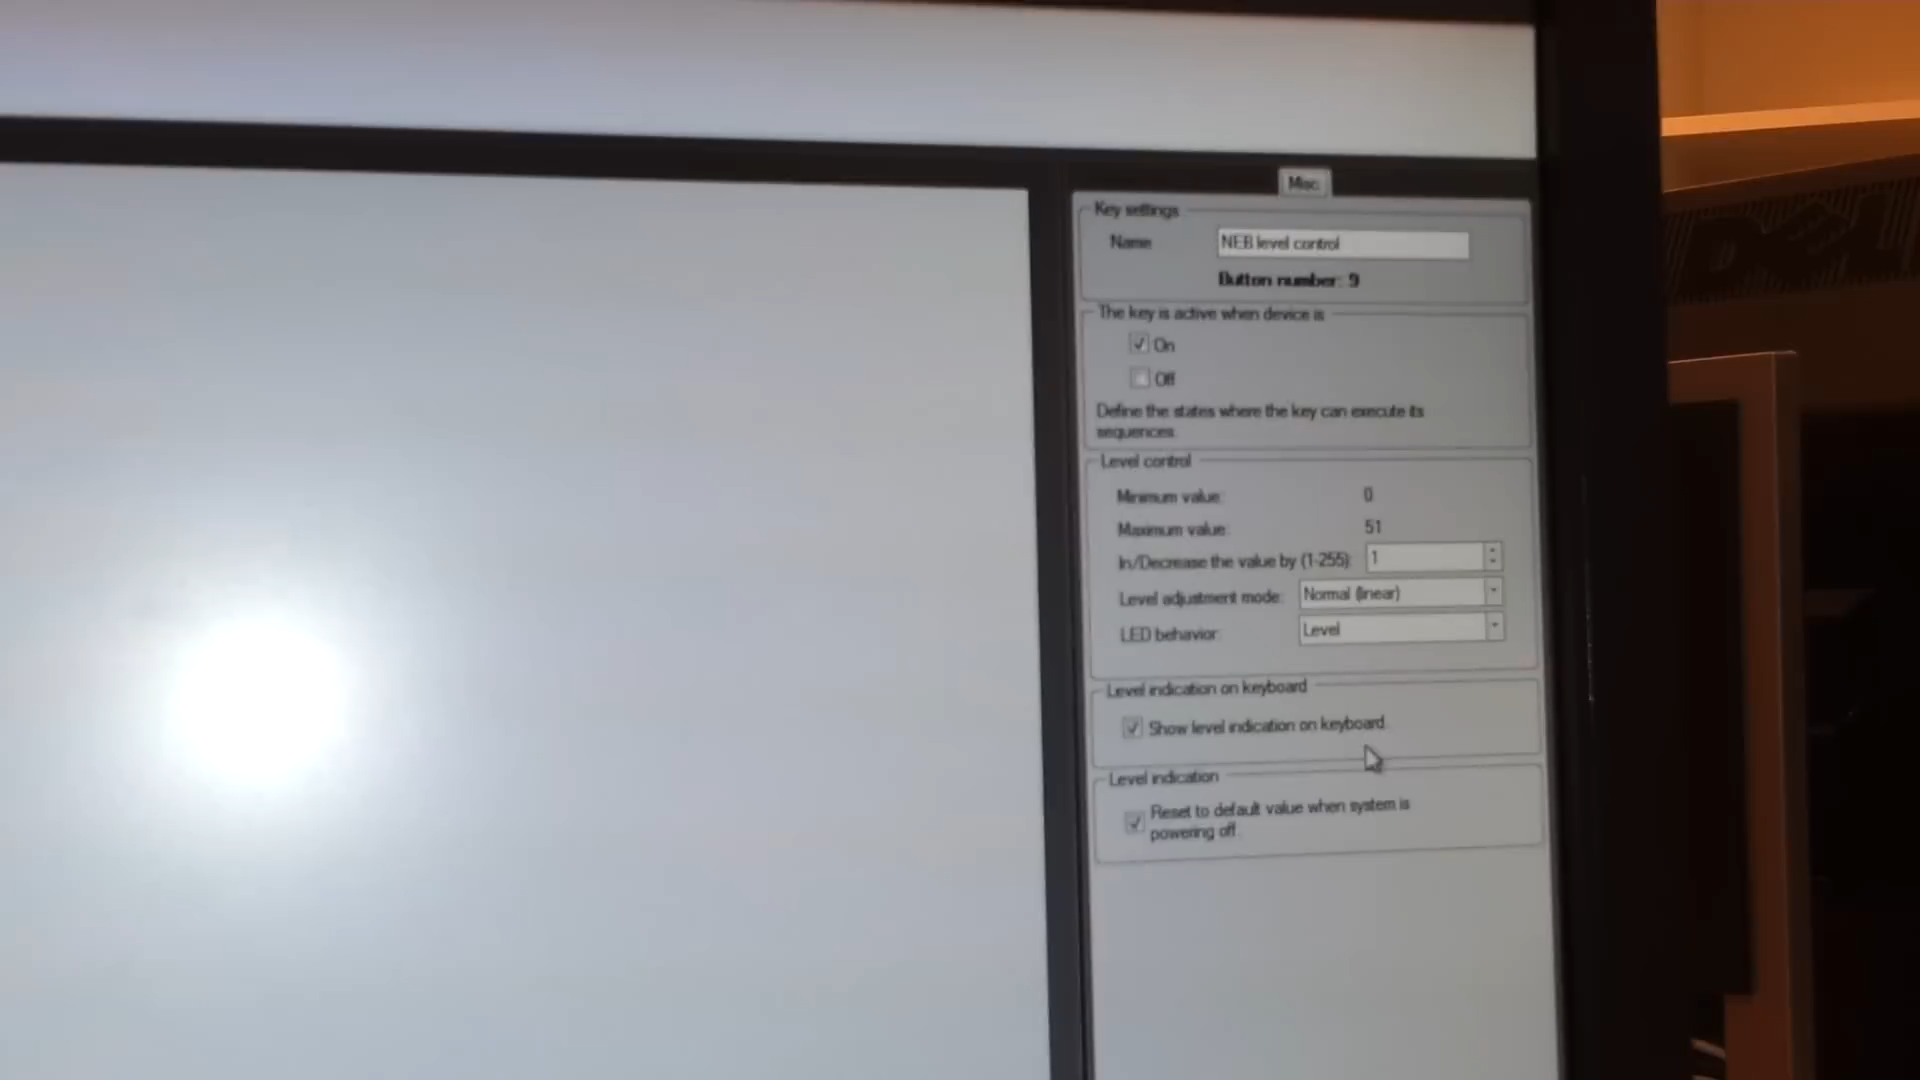 Misc
Key settings
Name NEB level control
Button number: 9
The key is active when device is
On
Off
Define the states where the key can execute its
sequences.
Level control
Minimum value: 0
Maximum value: 51
In/Decrease the value by (1-255): 1
Level adjustment mode: Normal (linear)
LED behavior: Level
Level indication on keyboard
Show level indication on keyboard.
Level indication
Reset to default value when system is
powering off.